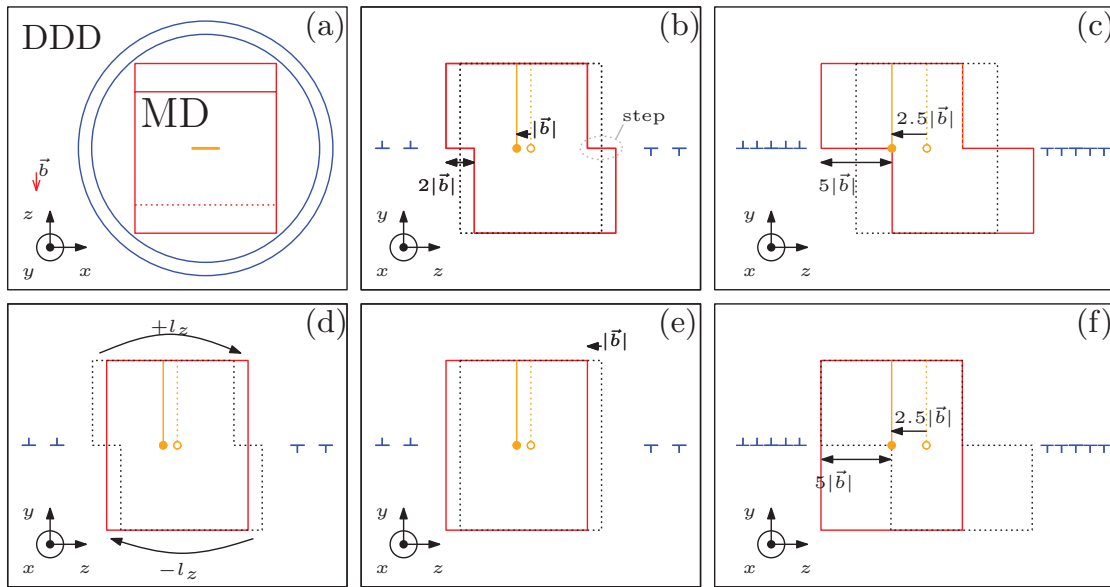 DDD
(a)
MD
b⃗
z
y
x
(b)
|b⃗|
step
2|b⃗|
y
x
z
(c)
2.5|b⃗|
5|b⃗|
y
x
z
(d)
+l_z
y
x
z
−l_z
(e)
|b⃗|
y
x
z
(f)
2.5|b⃗|
5|b⃗|
y
x
z